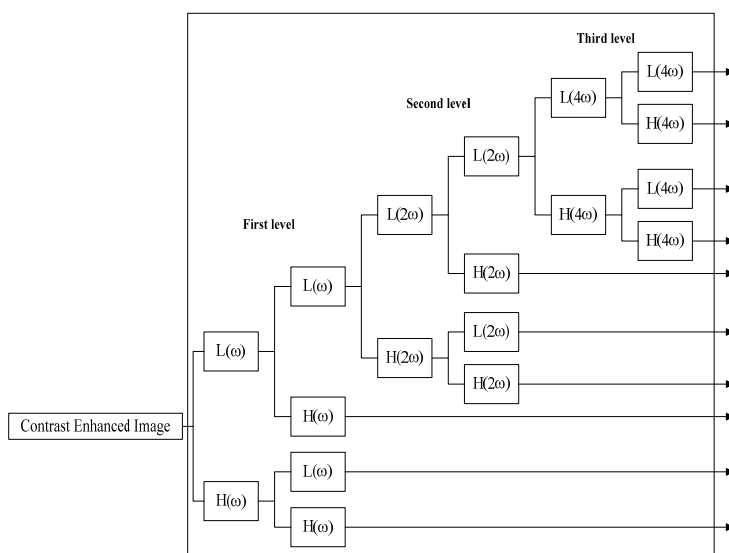 Third level
L(4ω)
L(4ω)
Second level
H(4ω)
L(2ω)
L(4ω)
L(2ω)
H(4ω)
First level
H(4ω)
L(ω)
H(2ω)
L(2ω)
L(ω)
H(2ω)
H(2ω)
H(ω)
Contrast Enhanced Image
L(ω)
H(ω)
H(ω)